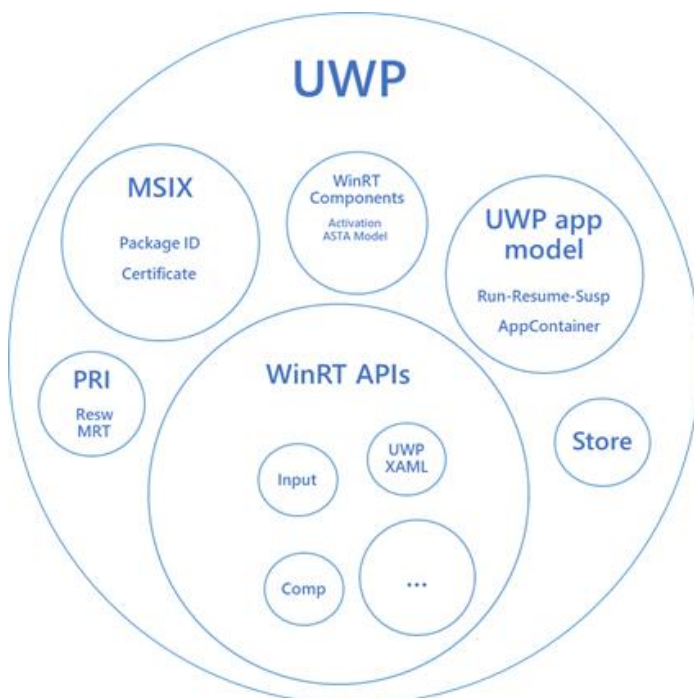 UWP
MSIX
Package ID
Certificate
WinRT
Components
Activation
ASTA Model
UWP app
model
Run-Resume-Susp
AppContainer
PRI
Resw
MRT
WinRT APIs
Input
UWP
XAML
Comp
...
Store